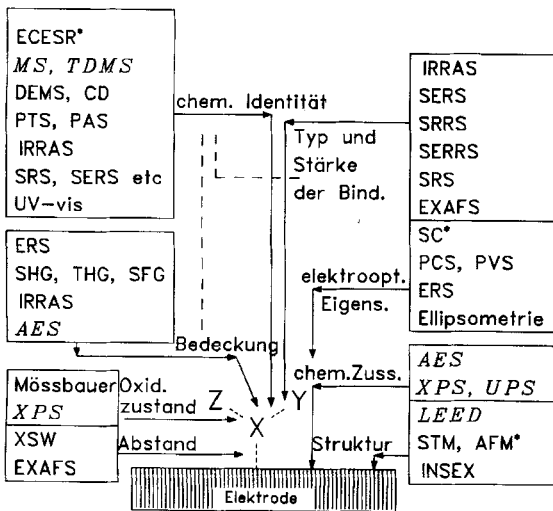 ECESR*
MS, TDMS
DEMS, CD
PTS, PAS
IRRAS
SRS, SERS etc
UV-vis
chem. Identität
IRRAS
SERS
SRRS
SERRS
SRS
EXAFS
Typ und
Stärke
der Bind.
ERS
SHG, THG, SFG
IRRAS
AES
Bedeckung
SC*
PCS, PVS
ERS
Ellipsometrie
elektroopt.
Eigens.
Mössbauer
XPS
Oxid.
zustand
XSW
EXAFS
Abstand
Z
Y
X
chem.Zuss.
AES
XPS, UPS
Struktur
LEED
STM, AFM*
INSEX
Elektrode